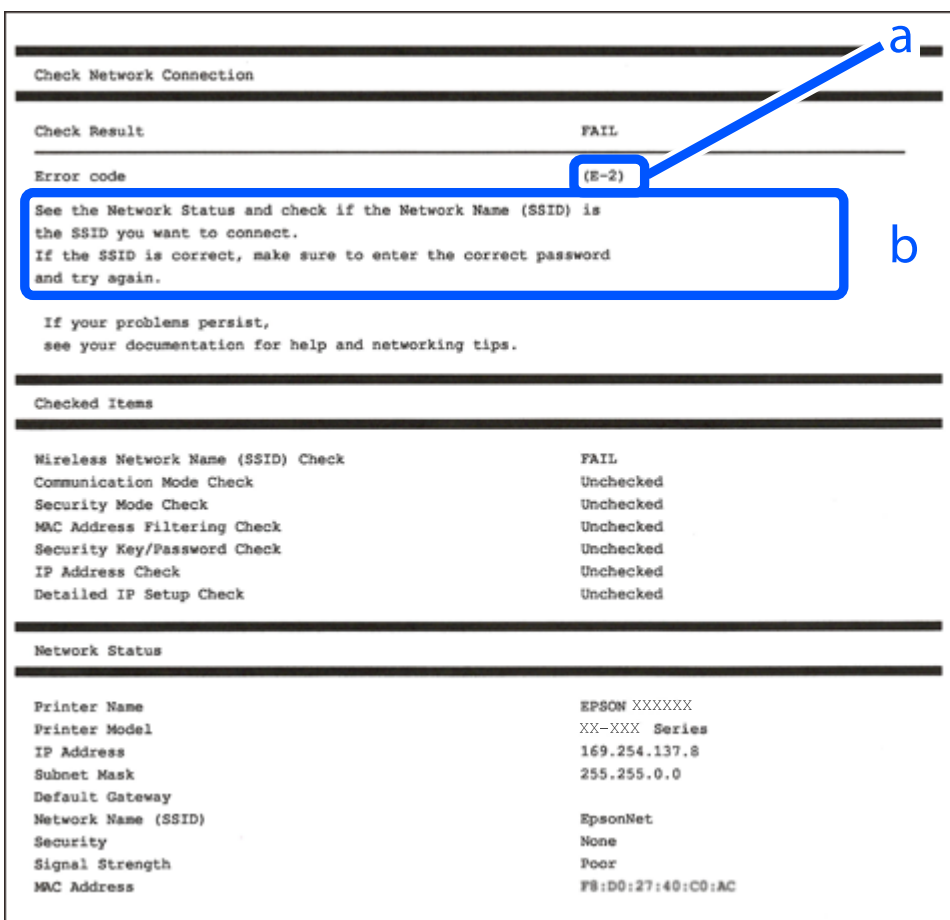 a
Check Network Connection
Check Result FAIL
Error code (E-2)
See the Network Status and check if the Network Name (SSID) is
the SSID you want to connect.
If the SSID is correct, make sure to enter the correct password
and try again.
b
If your problems persist,
see your documentation for help and networking tips.
Checked Items
Wireless Network Name (SSID) Check FAIL
Communication Mode Check Unchecked
Security Mode Check Unchecked
MAC Address Filtering Check Unchecked
Security Key/Password Check Unchecked
IP Address Check Unchecked
Detailed IP Setup Check Unchecked
Network Status
Printer Name EPSON XXXXXX
Printer Model XX-XXX Series
IP Address 169.254.137.8
Subnet Mask 255.255.0.0
Default Gateway
Network Name (SSID) EpsonNet
Security None
Signal Strength Poor
MAC Address F8:D0:27:40:C0:AC